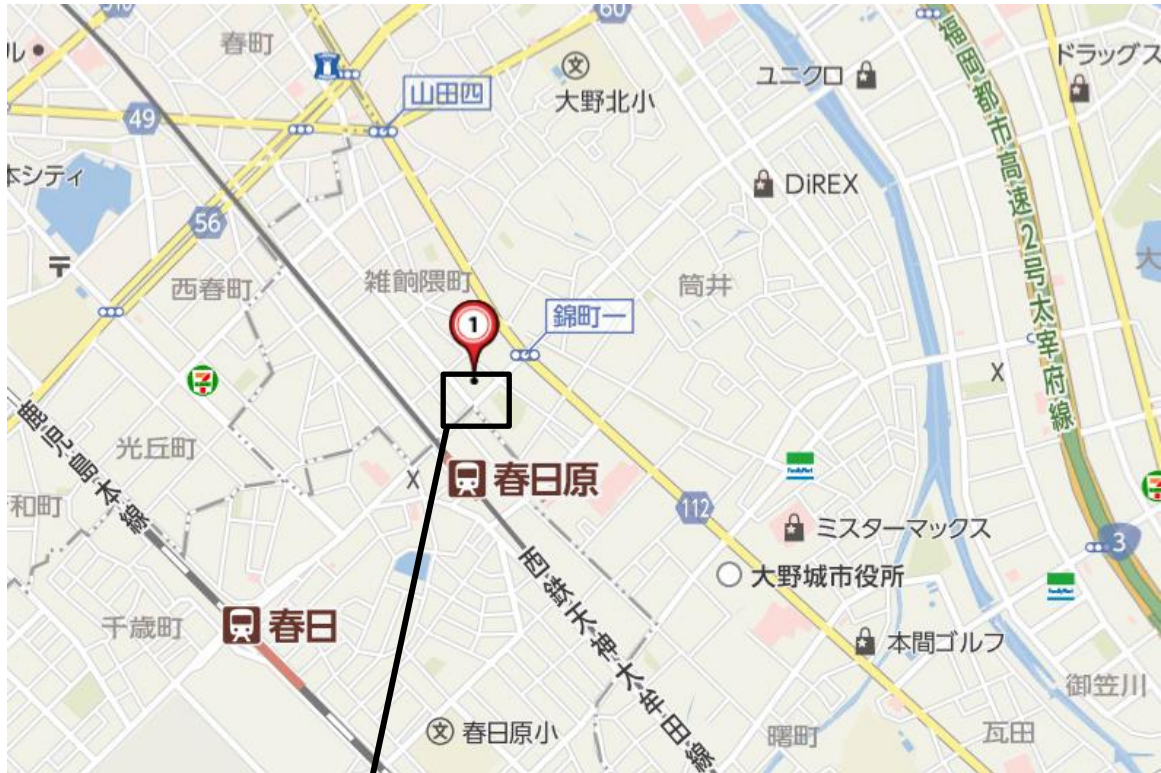 春町
60
ル
山田四
大野北小
ユニクロ
ドラッグス
福岡都市高速2号太宰府線
49
本シティ
DiREX
56
西春町
雑餉隈町
筒井
大
1
錦町一
7
X
鹿児島本線
光丘町
X
春日原
FamilyMart
和町
112
ミスターマックス
3
西鉄天神大牟田線
大野城市役所
FamilyMart
千歳町
春日
本間ゴルフ
御笠川
春日原小
曙町
瓦田